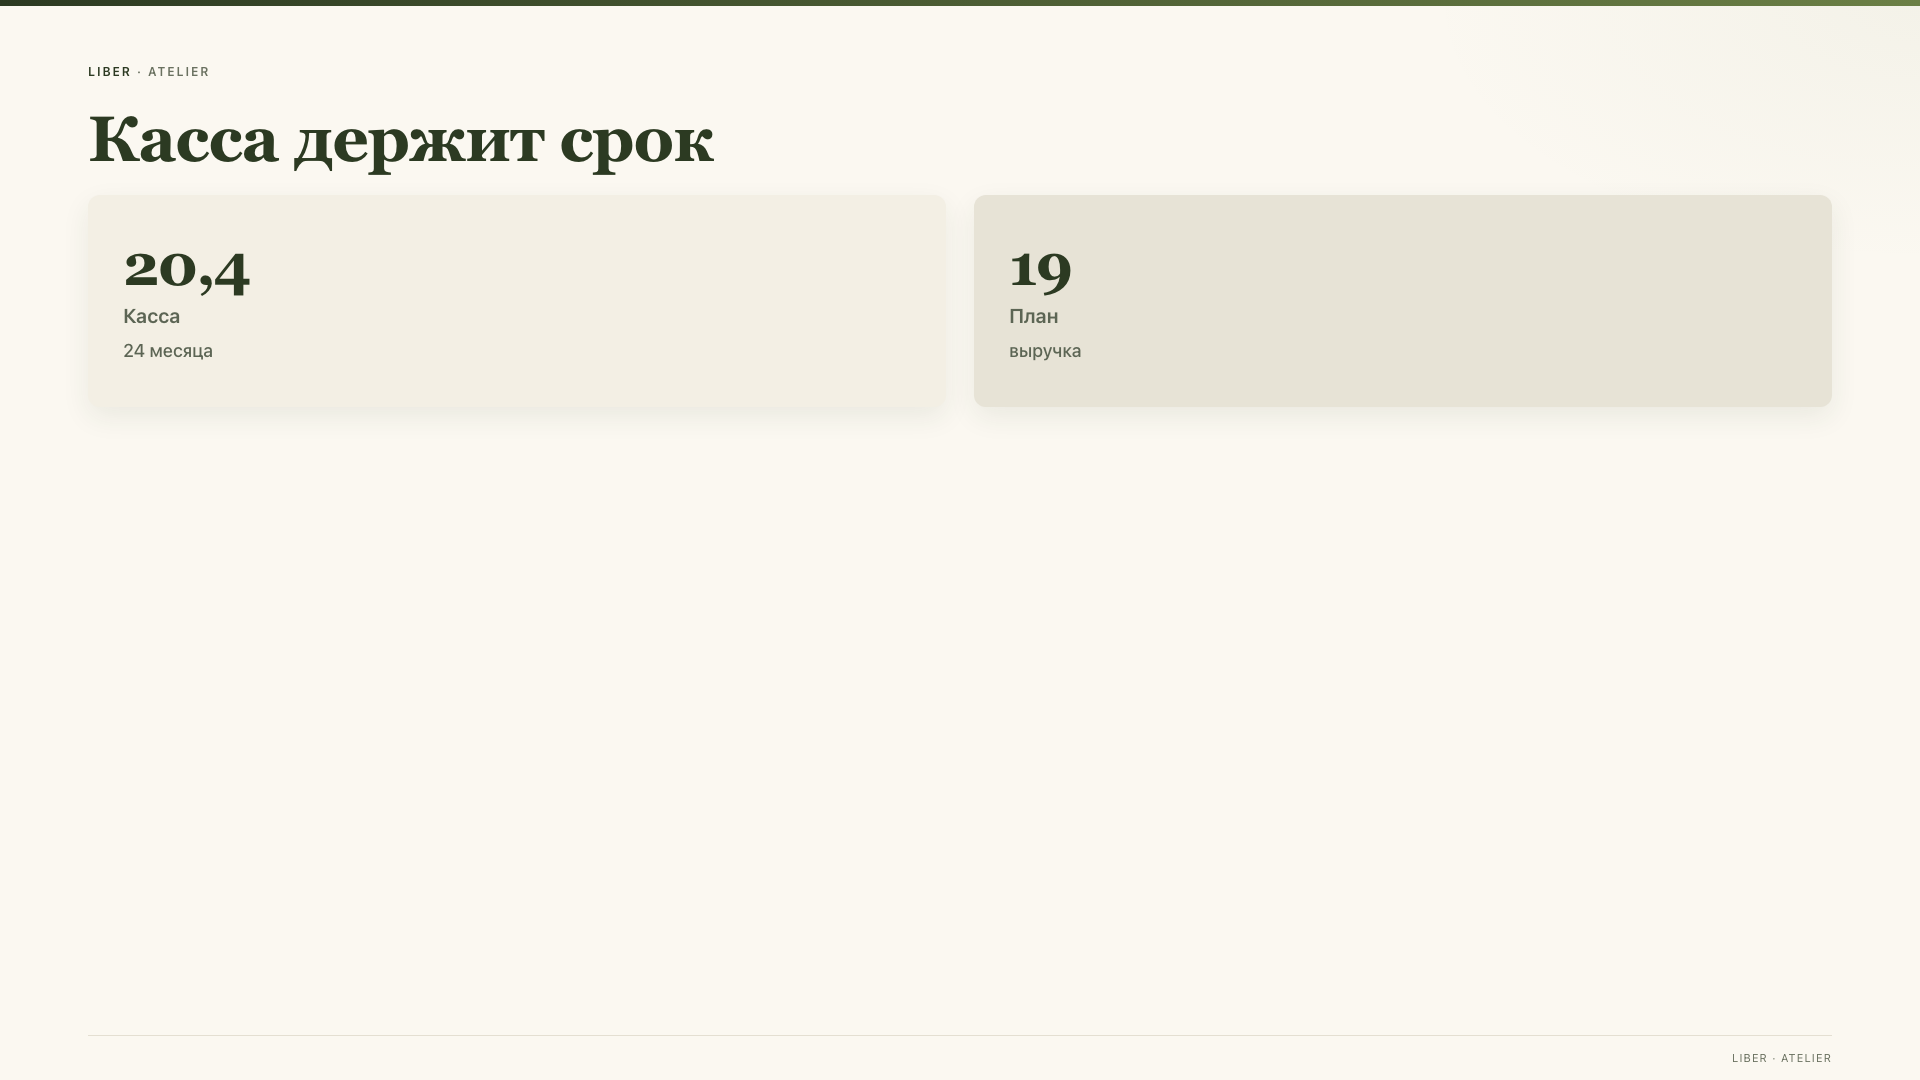 LIBER · ATELIER
Касса держит срок
20,4
Касса
24 месяца
19
План
выручка
LIBER · ATELIER